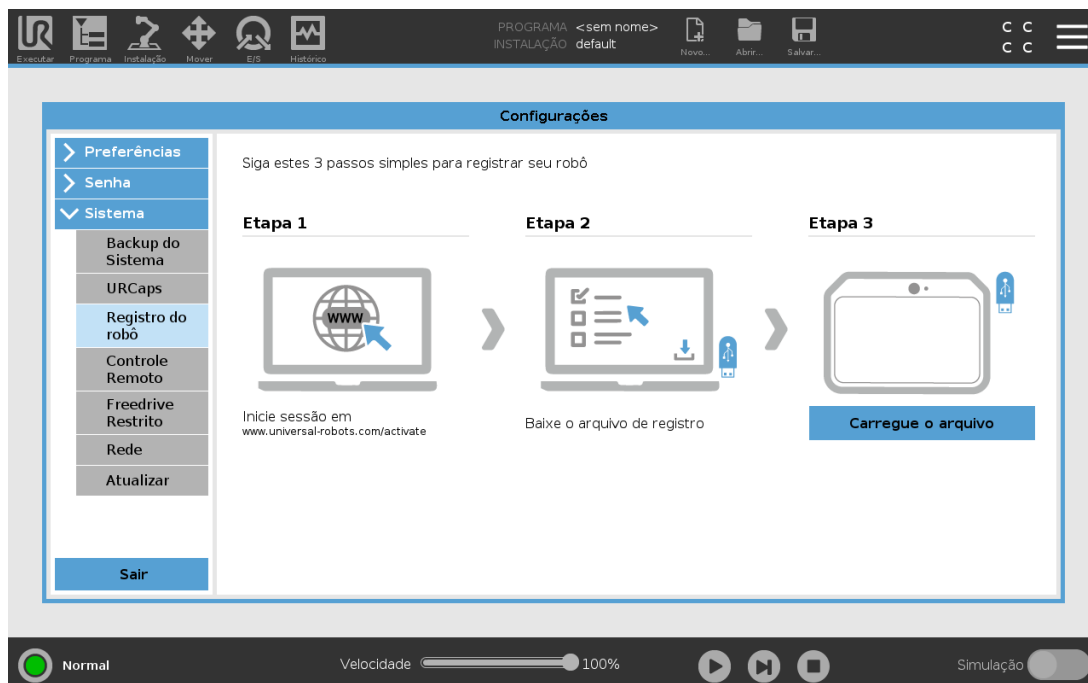 PROGRAMA <sem nome>
INSTALAÇÃO default
C C
C C
Executar Programa Instalação Mover E/S Histórico Novo... Abrir... Salvar...
Configurações
Preferências
Senha
Sistema
Backup do
Sistema
URCaps
Registro do
robô
Controle
Remoto
Freedrive
Restrito
Rede
Atualizar
Sair
Siga estes 3 passos simples para registrar seu robô
Etapa 1
WWW
Inicie sessão em
www.universal-robots.com/activate
Etapa 2
Baixe o arquivo de registro
Etapa 3
Carregue o arquivo
Normal
Velocidade 100%
Simulação